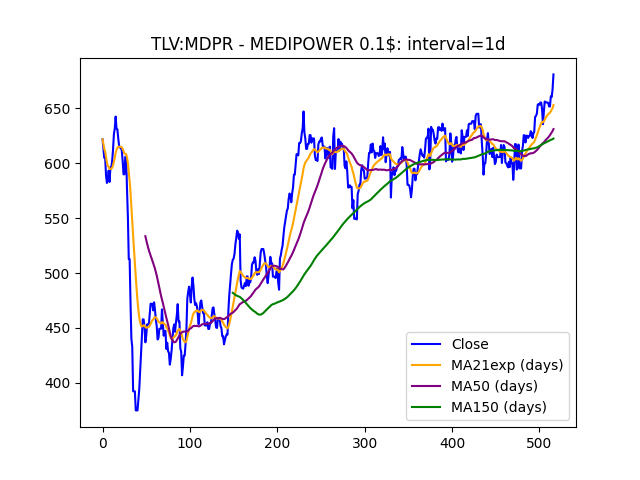 TLV:MDPR - MEDIPOWER 0.1$: interval=1d
650
600
550
500
450
400
0 100 200 300 400 500
Close
MA21exp (days)
MA50 (days)
MA150 (days)